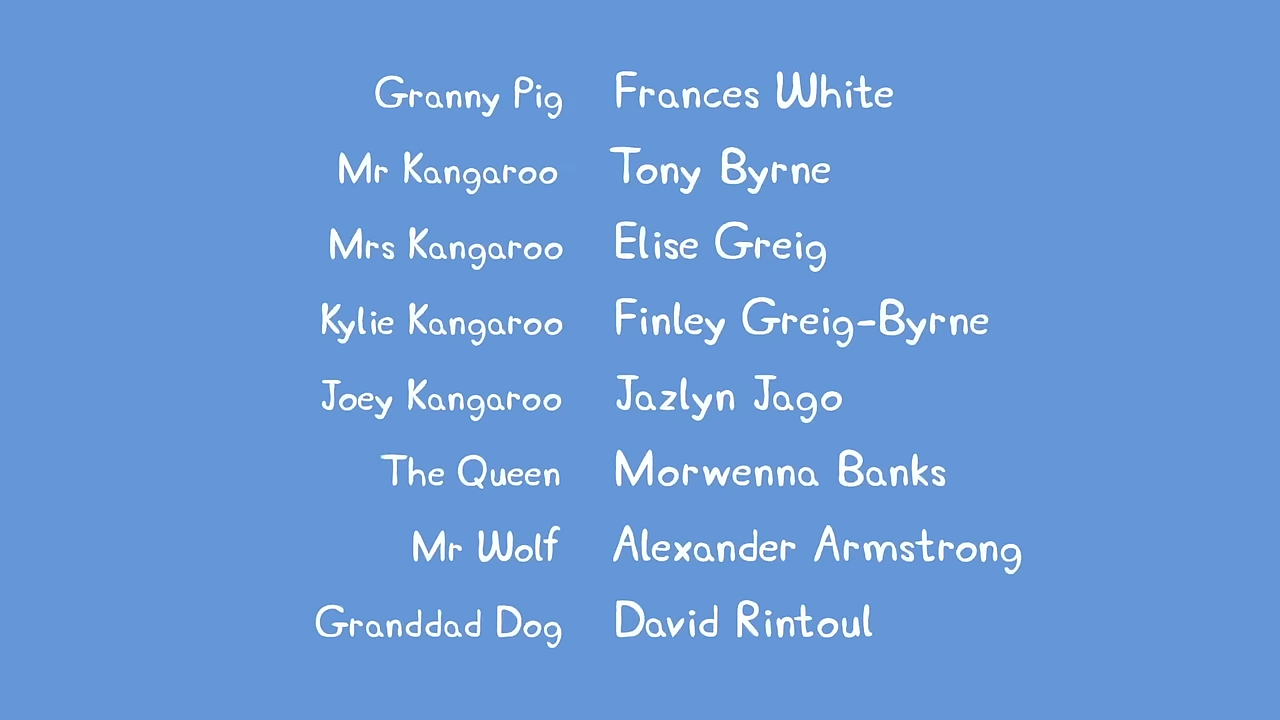 Granny Pig Frances White
Mr Kangaroo Tony Byrne
Mrs Kangaroo Elise Greig
Kylie Kangaroo Finley Greig-Byrne
Joey Kangaroo Jazlyn Jago
The Queen Morwenna Banks
Mr Wolf Alexander Armstrong
Granddad Dog David Rintoul